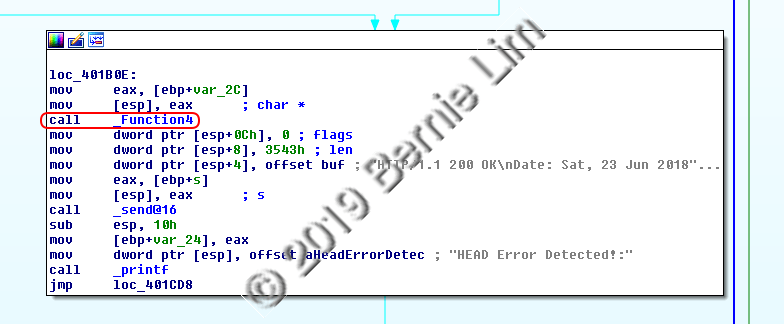 loc_401B0E:
mov eax, [ebp+var_2C]
mov [esp], eax ; char *
call _Function4
mov dword ptr [esp+0Ch], 0 ; flags
mov dword ptr [esp+8], 3543h ; len
mov dword ptr [esp+4], offset buf ; "HTTP/1.1 200 OK\nDate: Sat, 23 Jun 2018"...
mov eax, [ebp+s]
mov [esp], eax ; s
call _send@16
sub esp, 10h
mov [ebp+var_24], eax
mov dword ptr [esp], offset aHeadErrorDetec ; "HEAD Error Detected!:"
call _printf
jmp loc_401CD8
© 2019 Bernie Lim